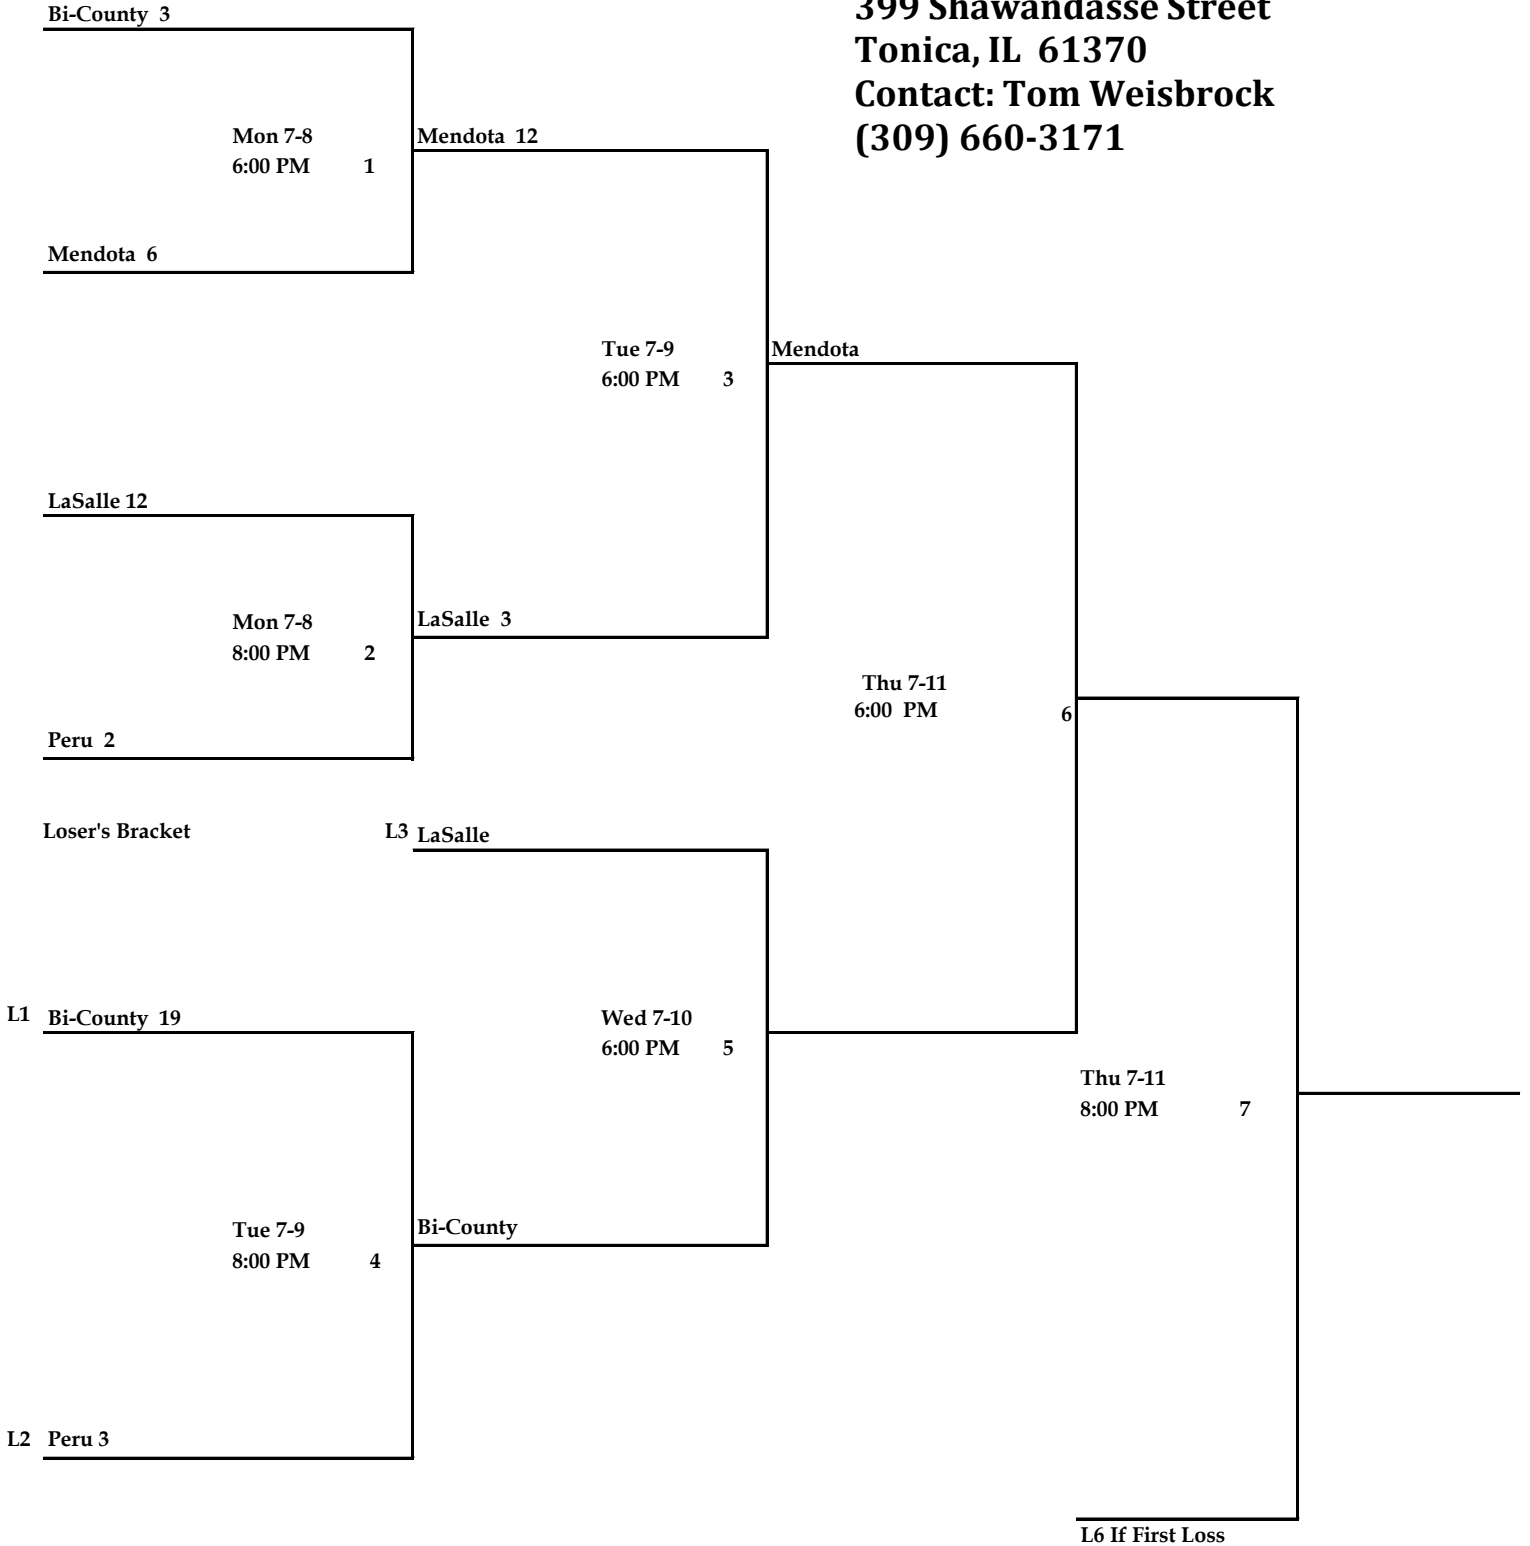 Bi-County 3
399 Shawandasse Street
Tonica, IL 61370
Contact: Tom Weisbrock
(309) 660-3171
Mon 7-8
6:00 PM 1
Mendota 12
Mendota 6
Tue 7-9
6:00 PM 3
Mendota
LaSalle 12
Mon 7-8
8:00 PM 2
LaSalle 3
Thu 7-11
6:00 PM 6
Peru 2
Loser's Bracket
L3 LaSalle
L1 Bi-County 19
Wed 7-10
6:00 PM 5
Thu 7-11
8:00 PM 7
Tue 7-9
8:00 PM 4
Bi-County
L2 Peru 3
L6 If First Loss